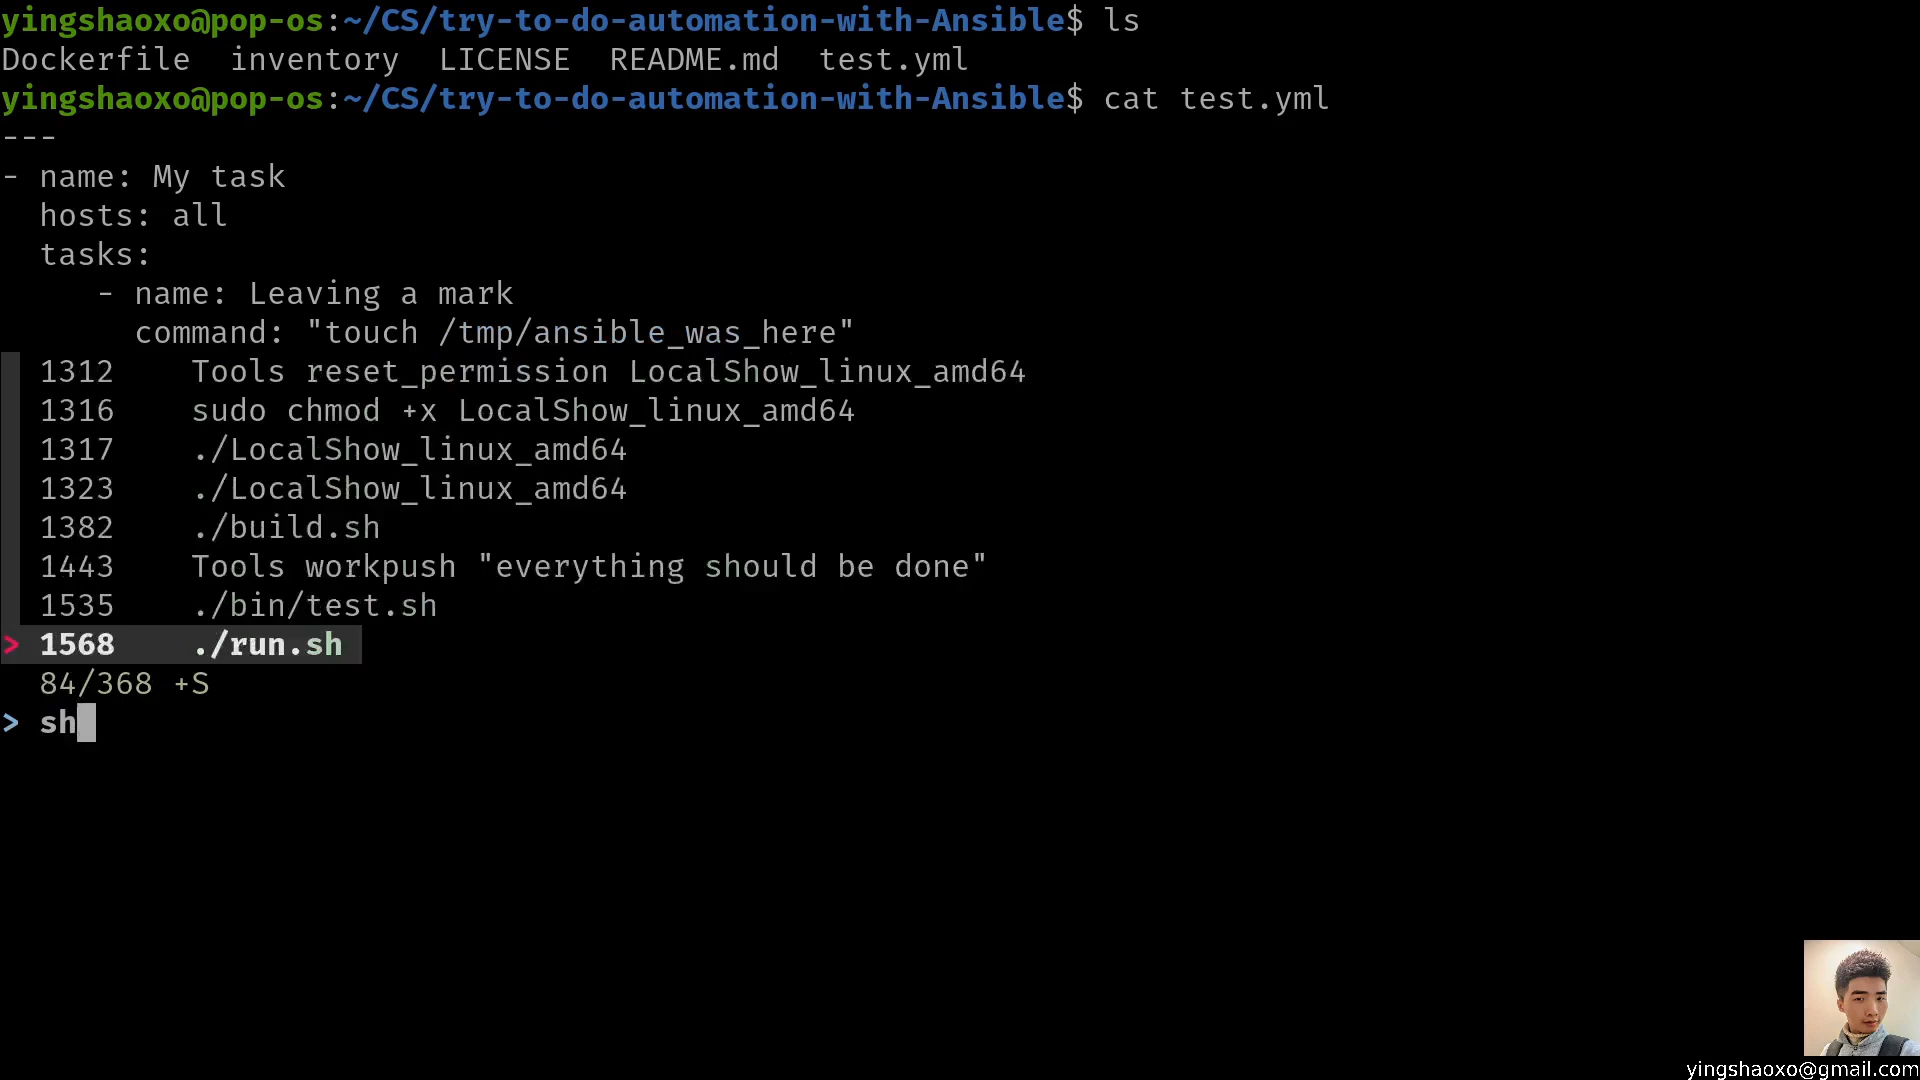 yingshaoxo@pop-os:~/CS/try-to-do-automation-with-Ansible$ ls
Dockerfile  inventory  LICENSE  README.md  test.yml
yingshaoxo@pop-os:~/CS/try-to-do-automation-with-Ansible$ cat test.yml
---
- name: My task
  hosts: all
  tasks:
     - name: Leaving a mark
       command: "touch /tmp/ansible_was_here"
  1312    Tools reset_permission LocalShow_linux_amd64
  1316    sudo chmod +x LocalShow_linux_amd64
  1317    ./LocalShow_linux_amd64
  1323    ./LocalShow_linux_amd64
  1382    ./build.sh
  1443    Tools workpush "everything should be done"
  1535    ./bin/test.sh
> 1568    ./run.sh
  84/368 +S
> sh
yingshaoxo@gmail.com